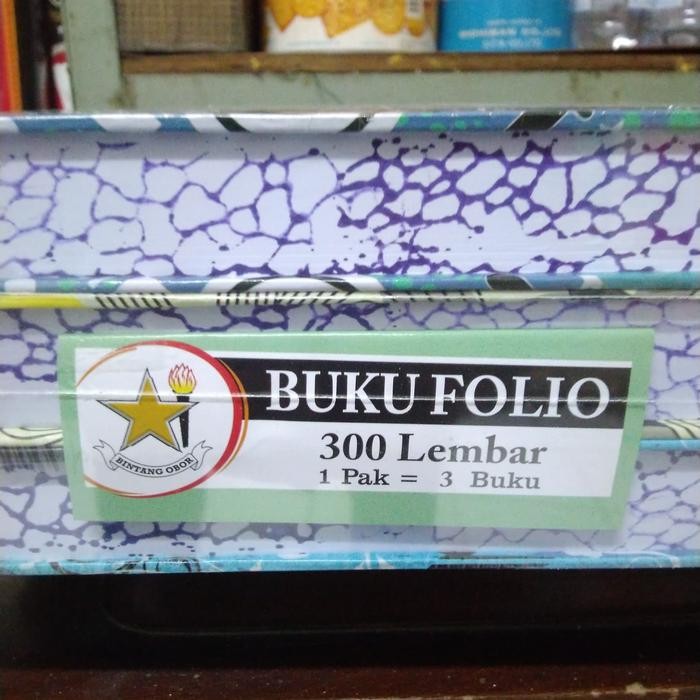 BUKU FOLIO
300 Lembar
1 Pak = 3 Buku
BINTANG OBOR